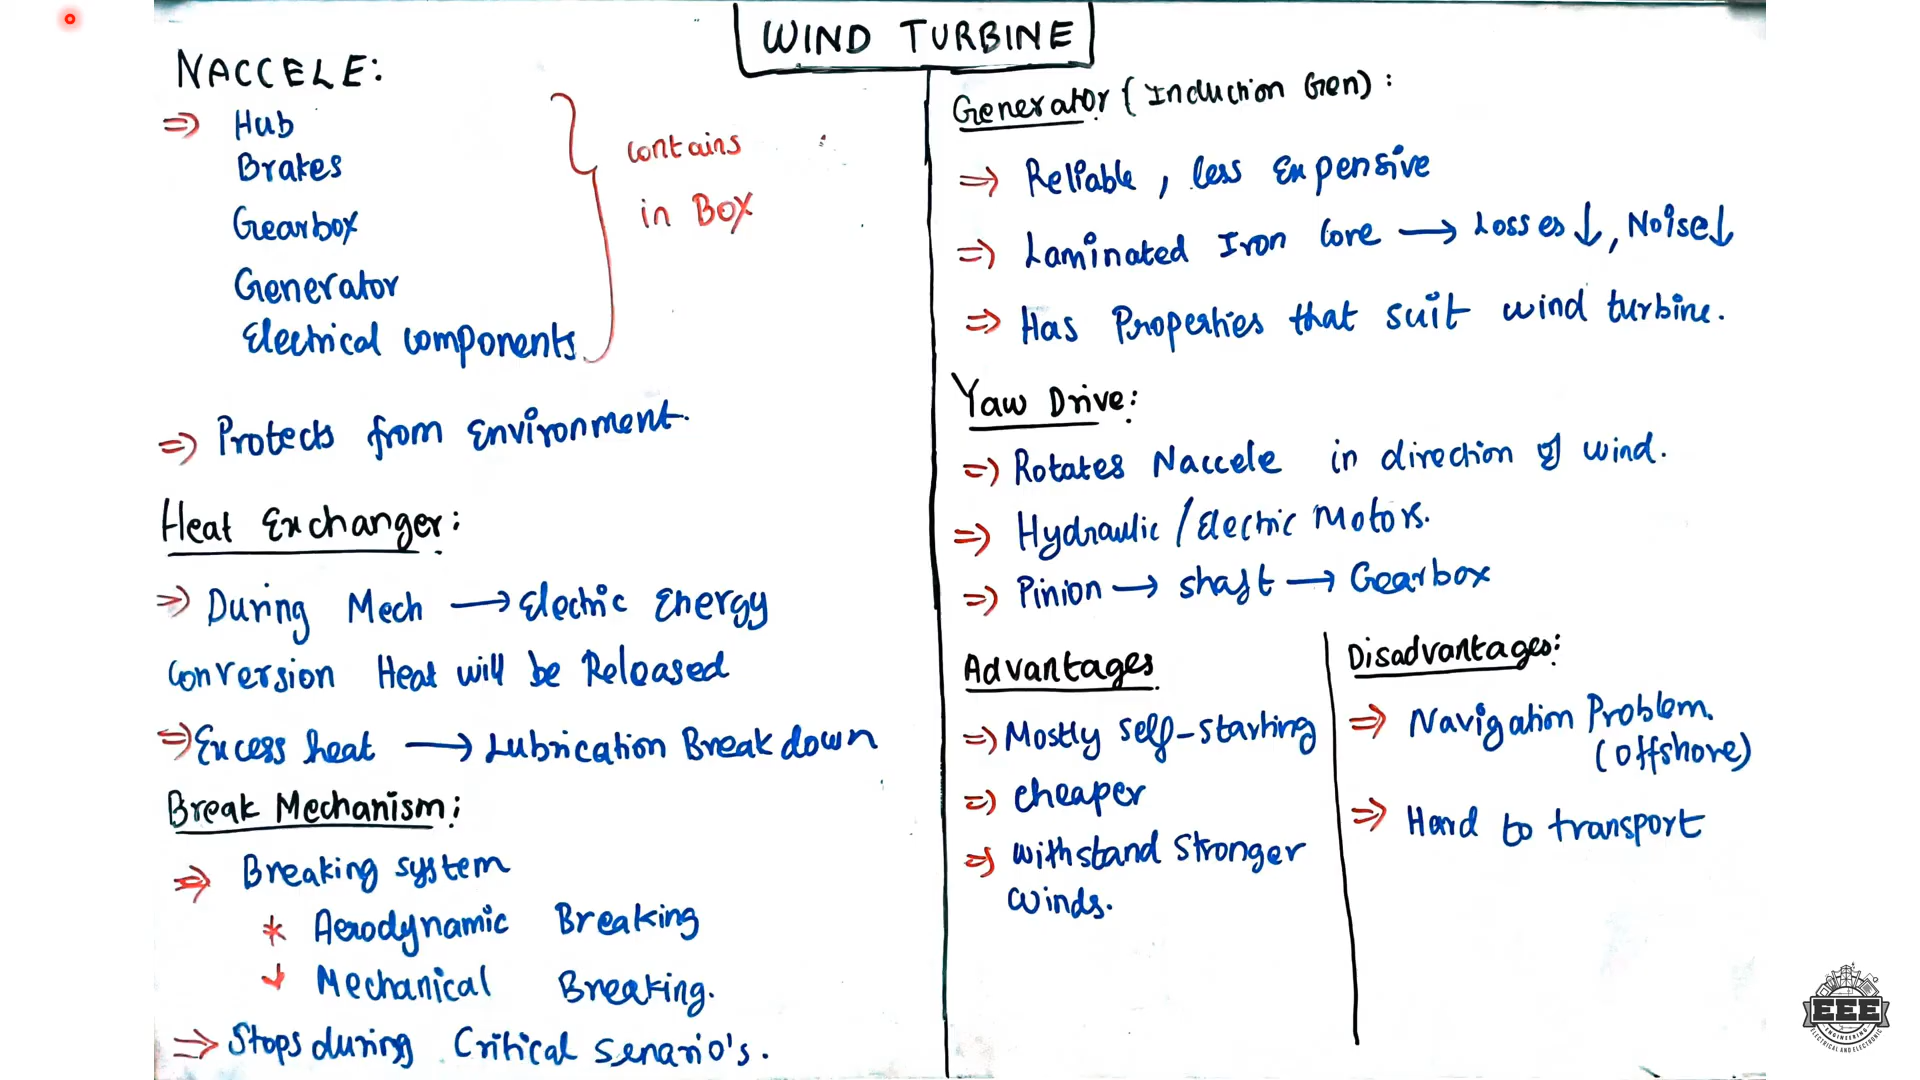 WIND TURBINE
NACCELE:
⇒ Hub
Brakes
Gearbox
Generator
Electrical components
contains
in BOX
⇒ Protects from Environment.
Heat Exchanger:
⇒ During Mech → Electric Energy
conversion Heat will be Released
⇒ Excess heat → Lubrication Break down
Break Mechanism:
⇒ Breaking system
* Aerodynamic Breaking
* Mechanical Breaking.
⇒ Stops during Critical Senario's.
Generator (Induction Gen):
⇒ Reliable, less Expensive
⇒ Laminated Iron Core → Losses↓, Noise↓
⇒ Has Properties that suit wind turbine.
Yaw Drive:
⇒ Rotates Naccele in direction of wind.
⇒ Hydraulic / Electric Motors.
⇒ Pinion → shaft → Gearbox
Advantages
⇒ Mostly self-starting
⇒ cheaper
⇒ withstand stronger
winds.
Disadvantages:
⇒ Navigation Problem.
(offshore)
⇒ Hard to transport
EEE
ENGINEERING
ELECTRICAL AND ELECTRONIC